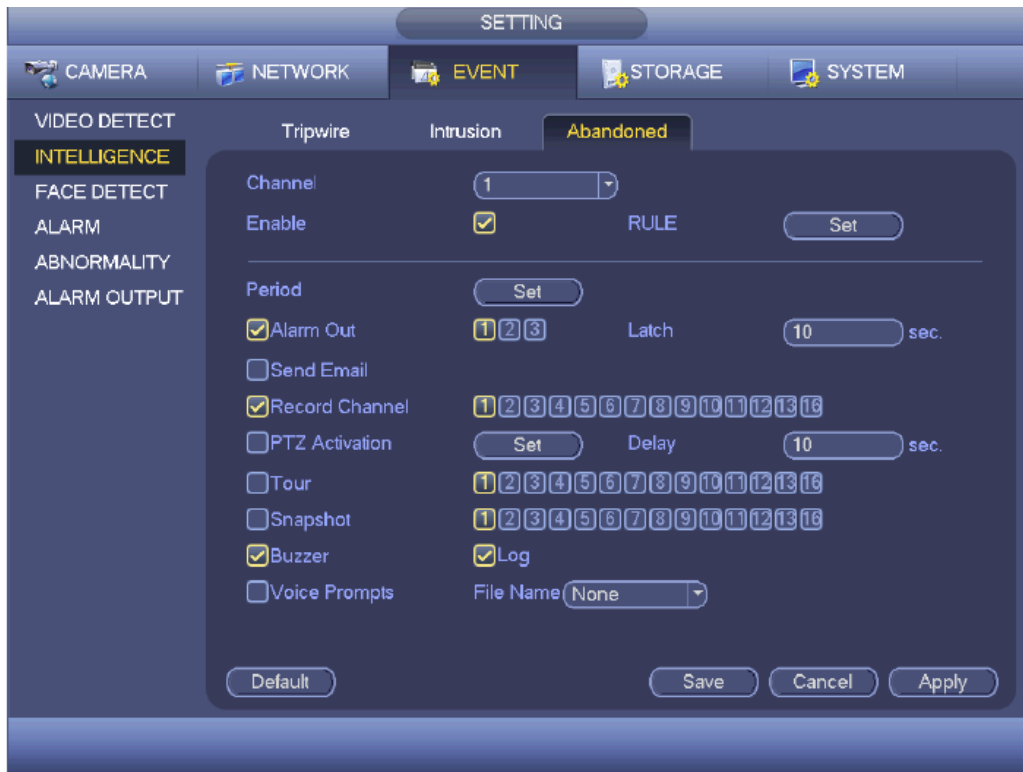 SETTING
CAMERA NETWORK EVENT STORAGE SYSTEM
VIDEO DETECT
INTELLIGENCE
FACE DETECT
ALARM
ABNORMALITY
ALARM OUTPUT
Tripwire Intrusion Abandoned
Channel 1
Enable RULE Set
Period Set
Alarm Out 1 2 3 Latch 10 sec.
Send Email
Record Channel 1 2 3 4 5 6 7 8 9 10 11 12 13 16
PTZ Activation Set Delay 10 sec.
Tour 1 2 3 4 5 6 7 8 9 10 11 12 13 16
Snapshot 1 2 3 4 5 6 7 8 9 10 11 12 13 16
Buzzer Log
Voice Prompts File Name None
Default Save Cancel Apply